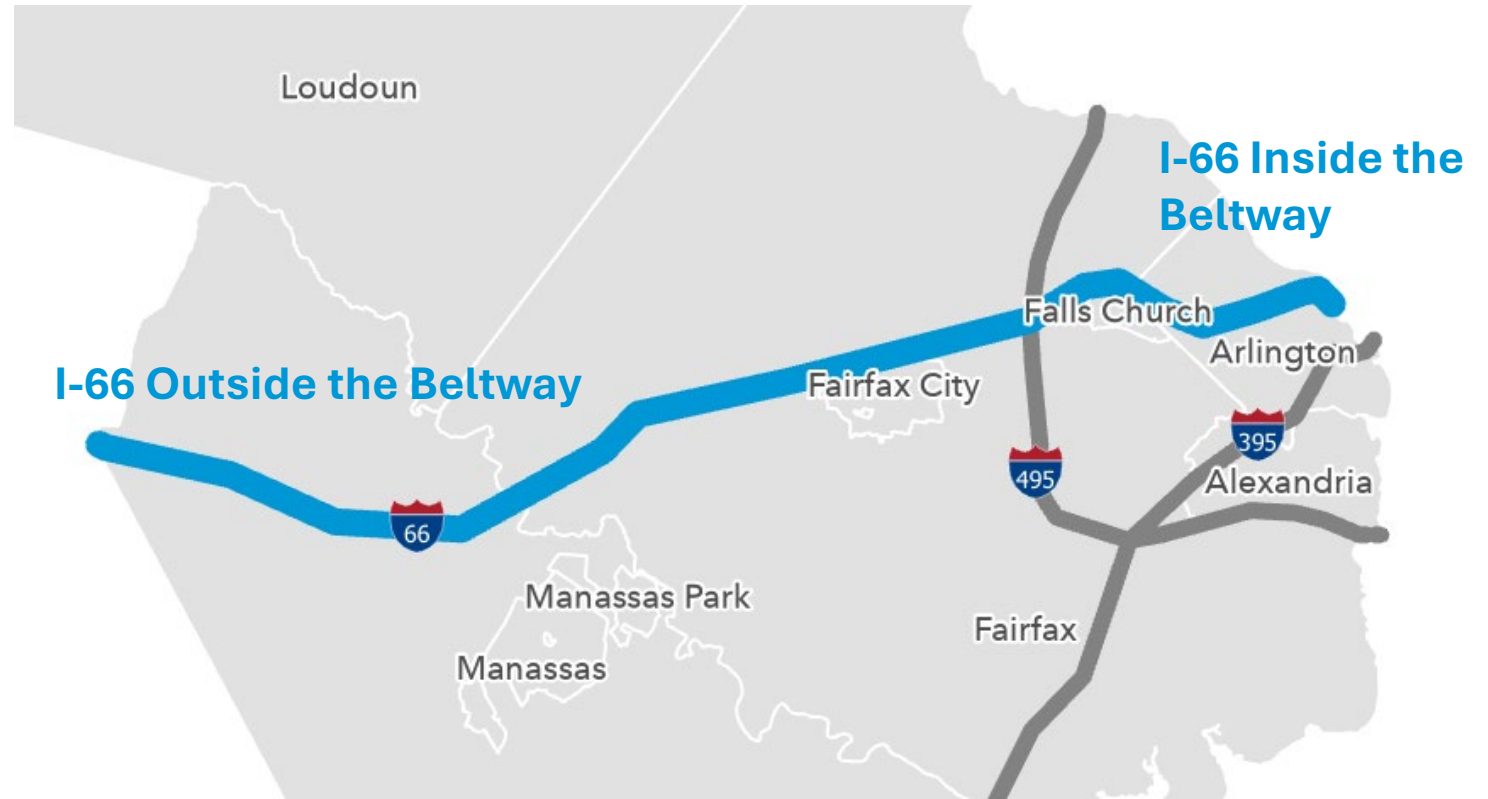 Loudoun
I-66 Inside the
Beltway
Falls Church
Arlington
I-66 Outside the Beltway
Fairfax City
395
495
Alexandria
66
Manassas Park
Fairfax
Manassas